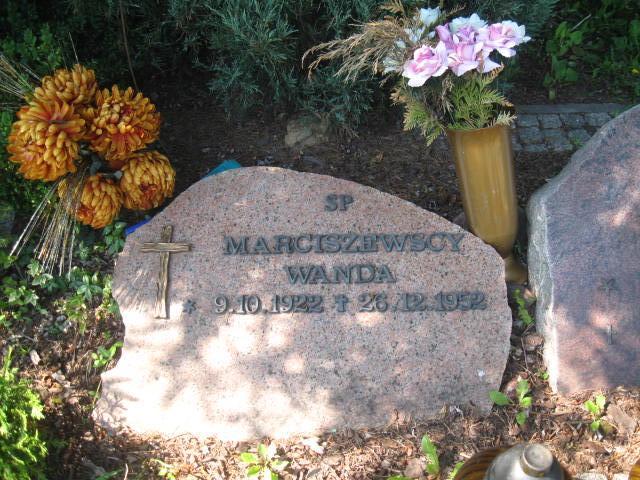 SP
MARCISZEWSCY
WANDA
* 9.10.1922 ✝ 26.12.1952